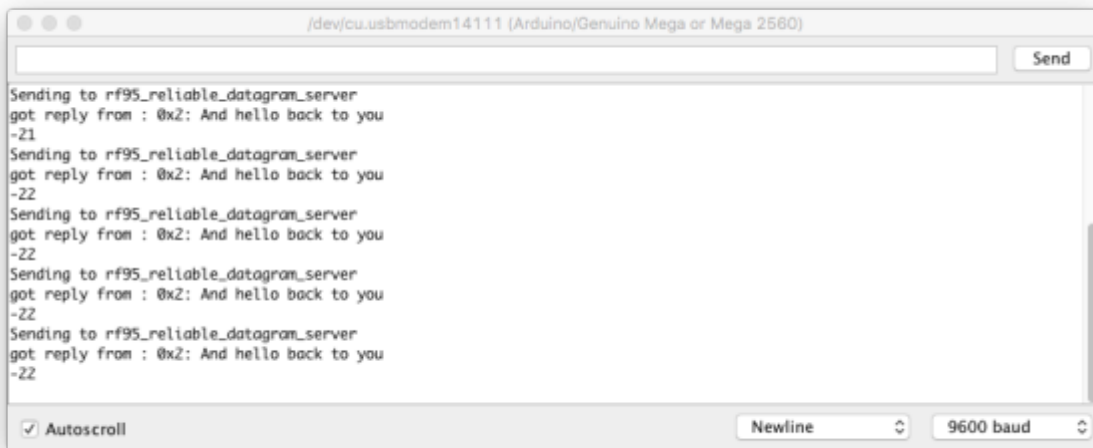 /dev/cu.usbmodem14111 (Arduino/Genuino Mega or Mega 2560)
Send
Sending to rf95_reliable_datagram_server
got reply from : 0x2: And hello back to you
-21
Sending to rf95_reliable_datagram_server
got reply from : 0x2: And hello back to you
-22
Sending to rf95_reliable_datagram_server
got reply from : 0x2: And hello back to you
-22
Sending to rf95_reliable_datagram_server
got reply from : 0x2: And hello back to you
-22
Sending to rf95_reliable_datagram_server
got reply from : 0x2: And hello back to you
-22
Autoscroll
Newline
9600 baud